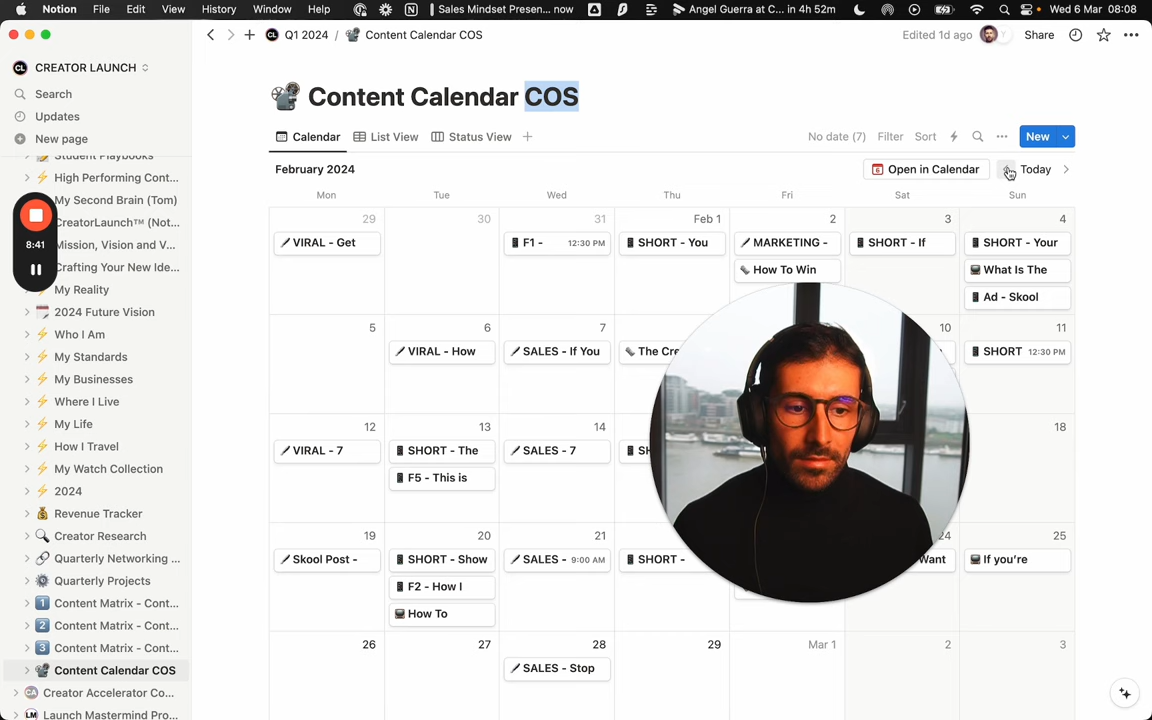 Notion File Edit View History Window Help Sales Mindset Presen... now Angel Guerra at C... in 4h 52m Wed 6 Mar 08:08
CL Q1 2024 / Content Calendar COS Edited 1d ago Share
CL CREATOR LAUNCH
Search
Updates
New page
Student Playbooks
High Performing Cont...
My Second Brain (Tom)
CreatorLaunch™ (Not...
Mission, Vision and V...
Crafting Your New Ide...
My Reality
2024 Future Vision
Who I Am
My Standards
My Businesses
Where I Live
My Life
How I Travel
My Watch Collection
2024
Revenue Tracker
Creator Research
Quarterly Networking ...
Quarterly Projects
1 Content Matrix - Cont...
2 Content Matrix - Cont...
3 Content Matrix - Cont...
Content Calendar COS
CA Creator Accelerator Co...
LM Launch Mastermind Pro...
8:41
Content Calendar COS
Calendar List View Status View No date (7) Filter Sort New
February 2024 Open in Calendar Today
Mon Tue Wed Thu Fri Sat Sun
29 30 31 Feb 1 2 3 4
VIRAL - Get F1 - 12:30 PM SHORT - You MARKETING - SHORT - If SHORT - Your
How To Win What Is The
Ad - Skool
5 6 7 10 11
VIRAL - How SALES - If You The Cre SHORT 12:30 PM
12 13 14 18
VIRAL - 7 SHORT - The SALES - 7 SH
F5 - This is
19 20 21 24 25
Skool Post - SHORT - Show SALES - 9:00 AM SHORT - Want If you're
F2 - How I
How To
26 27 28 29 Mar 1 2 3
SALES - Stop